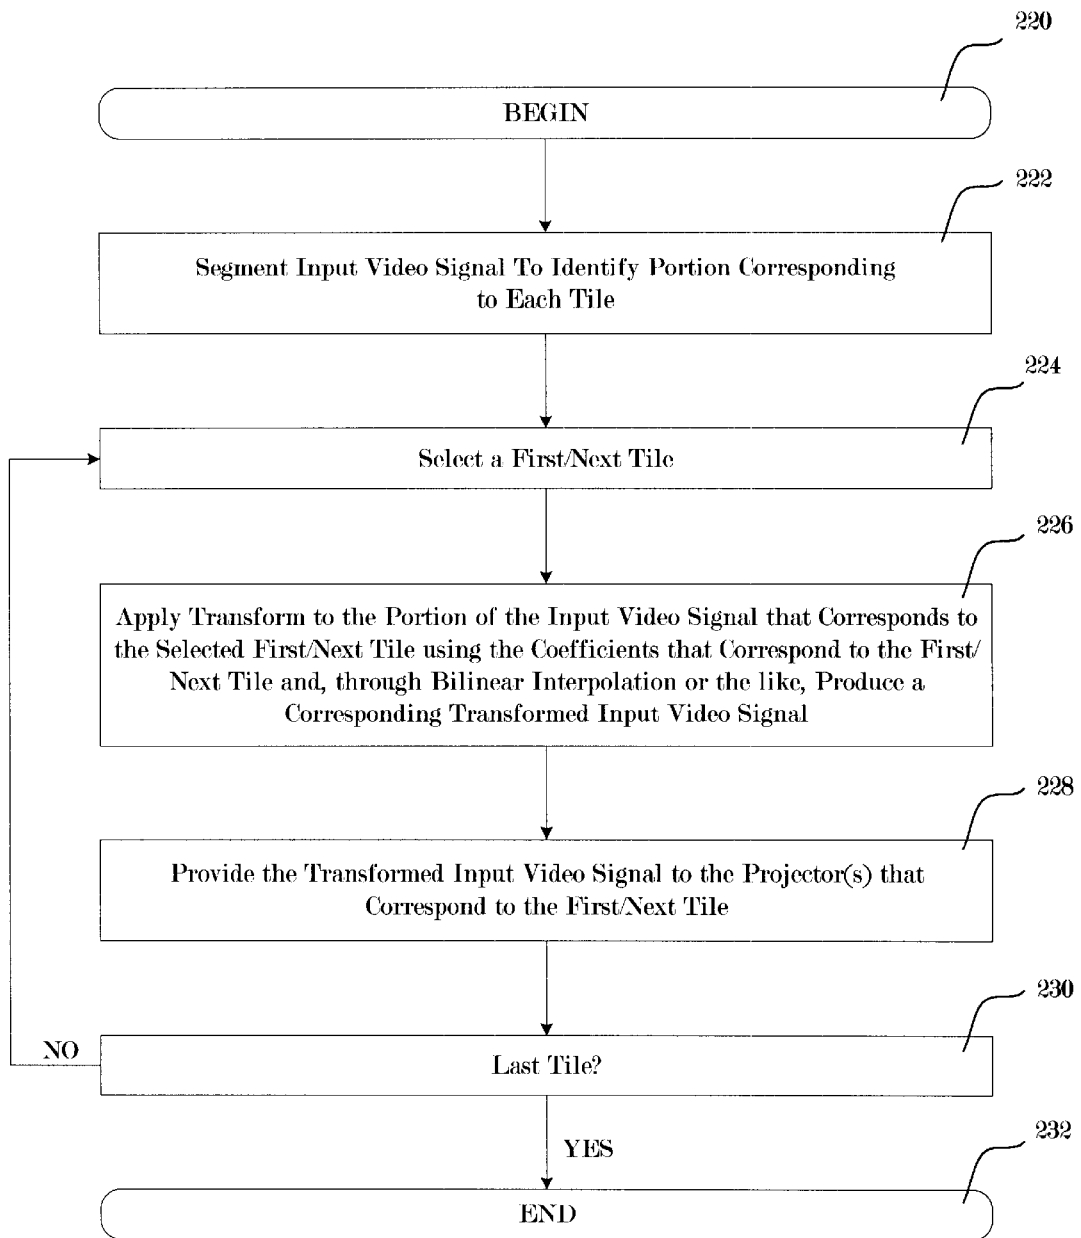 220
BEGIN
222
Segment Input Video Signal To Identify Portion Corresponding
to Each Tile
224
Select a First/Next Tile
226
Apply Transform to the Portion of the Input Video Signal that Corresponds to
the Selected First/Next Tile using the Coefficients that Correspond to the First/
Next Tile and, through Bilinear Interpolation or the like, Produce a
Corresponding Transformed Input Video Signal
228
Provide the Transformed Input Video Signal to the Projector(s) that
Correspond to the First/Next Tile
230
NO
Last Tile?
YES
232
END